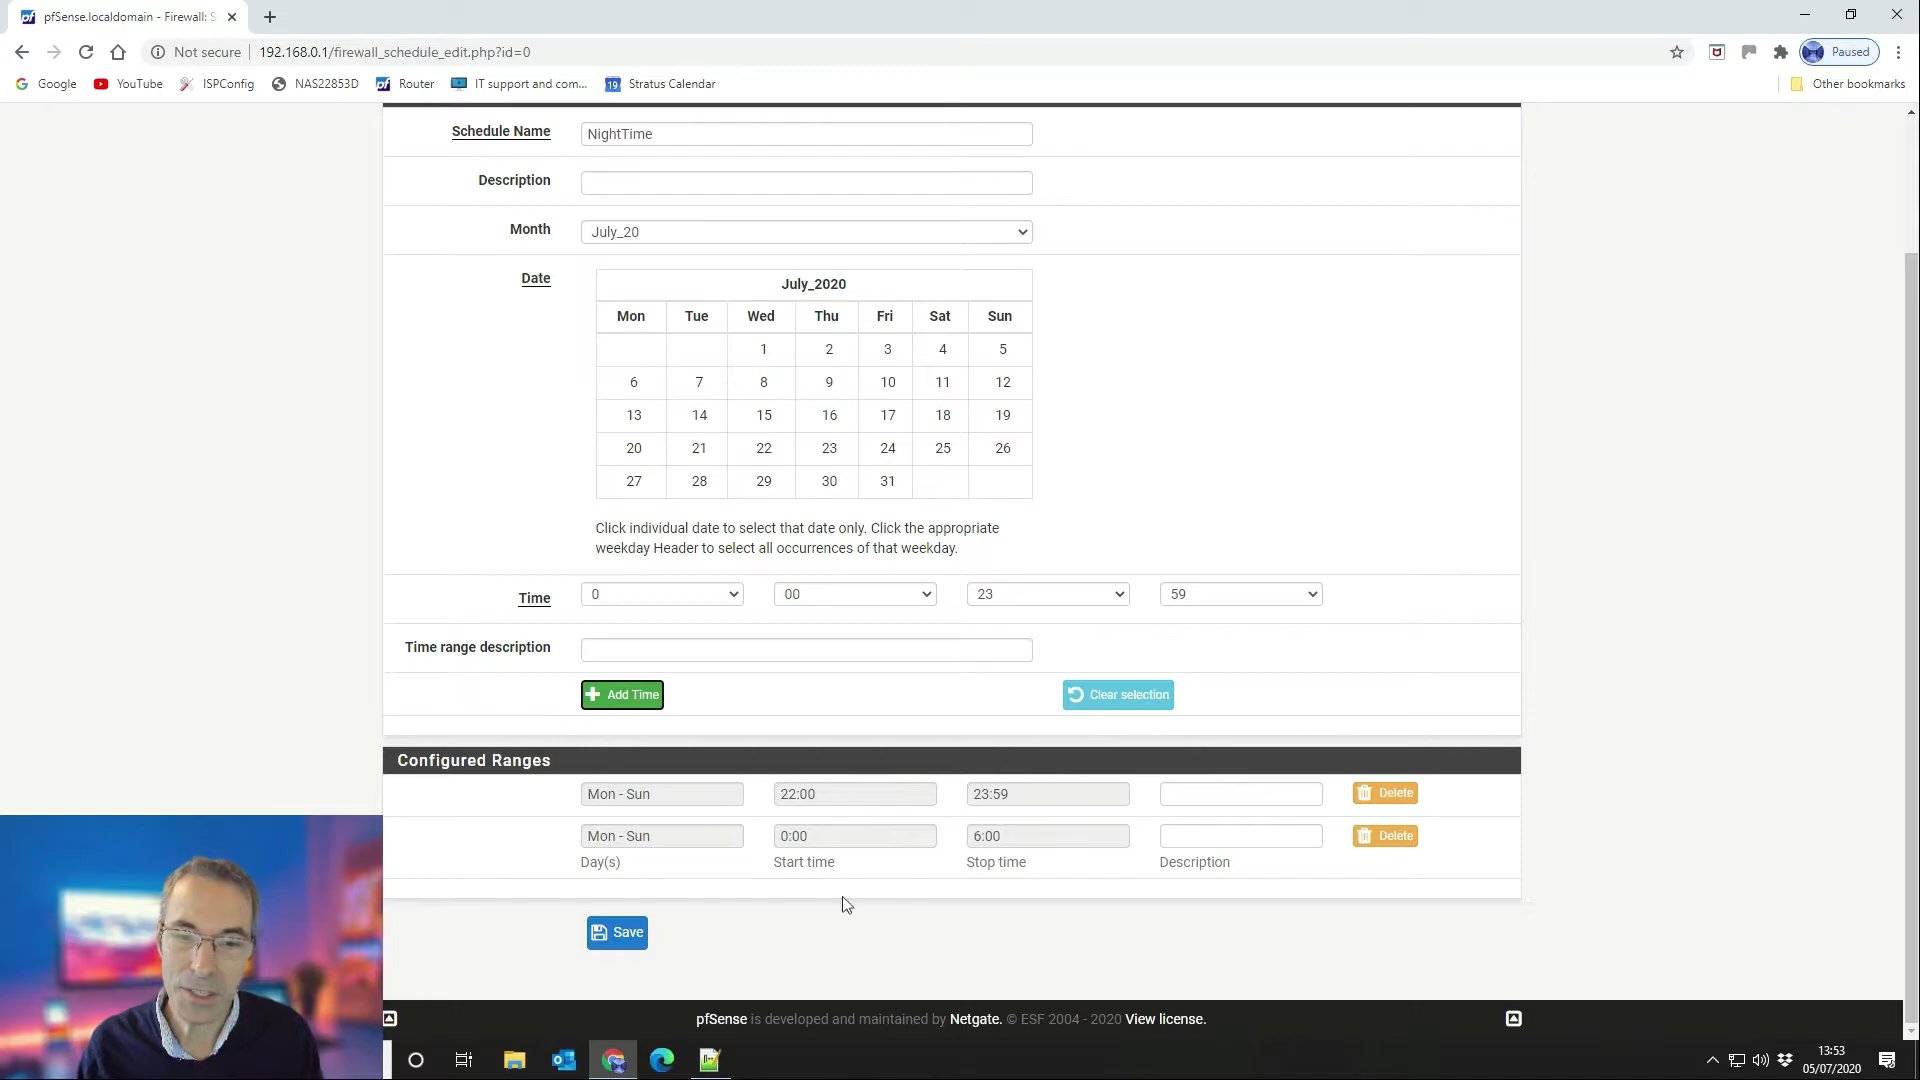 pfSense.localdomain - Firewall: S
Not secure 192.168.0.1/firewall_schedule_edit.php?id=0 Paused
Google YouTube ISPConfig NAS22853D Router IT support and com... 19 Stratus Calendar Other bookmarks
Schedule Name NightTime
Description
Month July_20
Date July_2020
Mon Tue Wed Thu Fri Sat Sun
1 2 3 4 5
6 7 8 9 10 11 12
13 14 15 16 17 18 19
20 21 22 23 24 25 26
27 28 29 30 31
Click individual date to select that date only. Click the appropriate
weekday Header to select all occurrences of that weekday.
Time 0 00 23 59
Time range description
Add Time Clear selection
Configured Ranges
Mon - Sun 22:00 23:59 Delete
Mon - Sun 0:00 6:00 Delete
Day(s) Start time Stop time Description
Save
pfSense is developed and maintained by Netgate. © ESF 2004 - 2020 View license.
13:53
05/07/2020